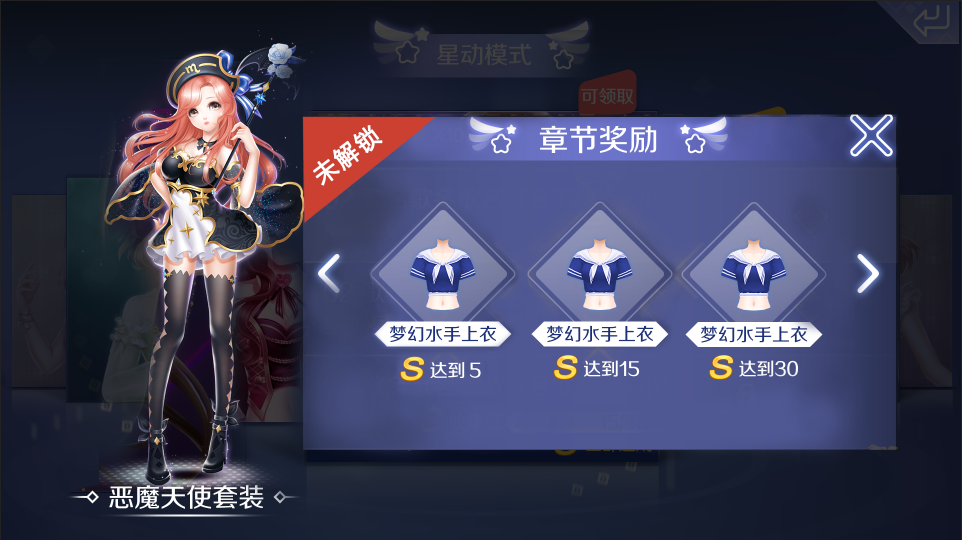 星动模式
可领取
未解锁
章节奖励
梦幻水手上衣
梦幻水手上衣
梦幻水手上衣
S 达到 5
S 达到15
S 达到30
恶魔天使套装